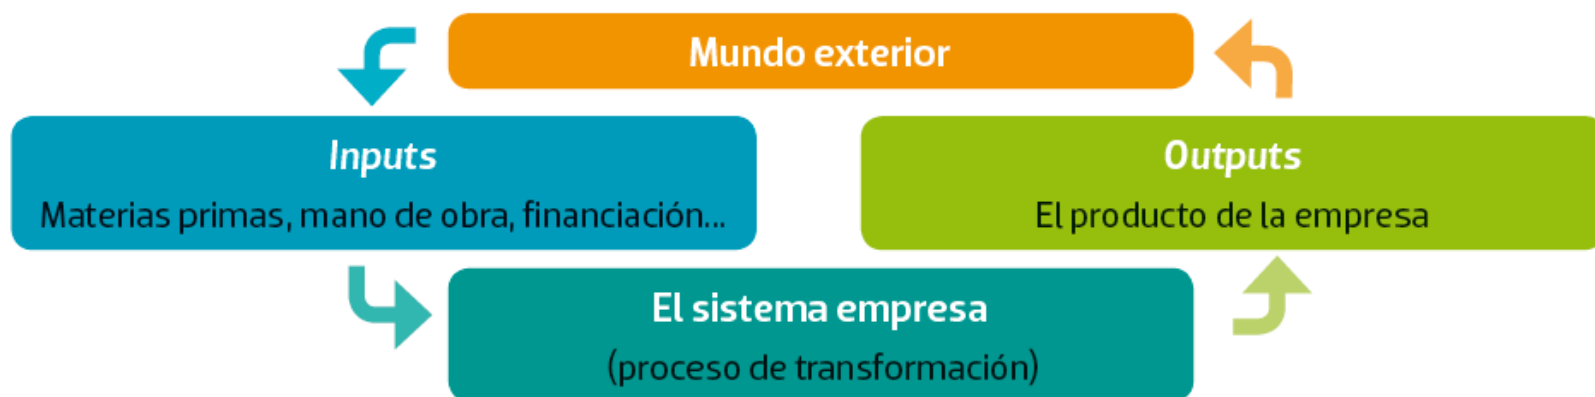 Mundo exterior
Inputs
Materias primas, mano de obra, financiación...
Outputs
El producto de la empresa
El sistema empresa
(proceso de transformación)